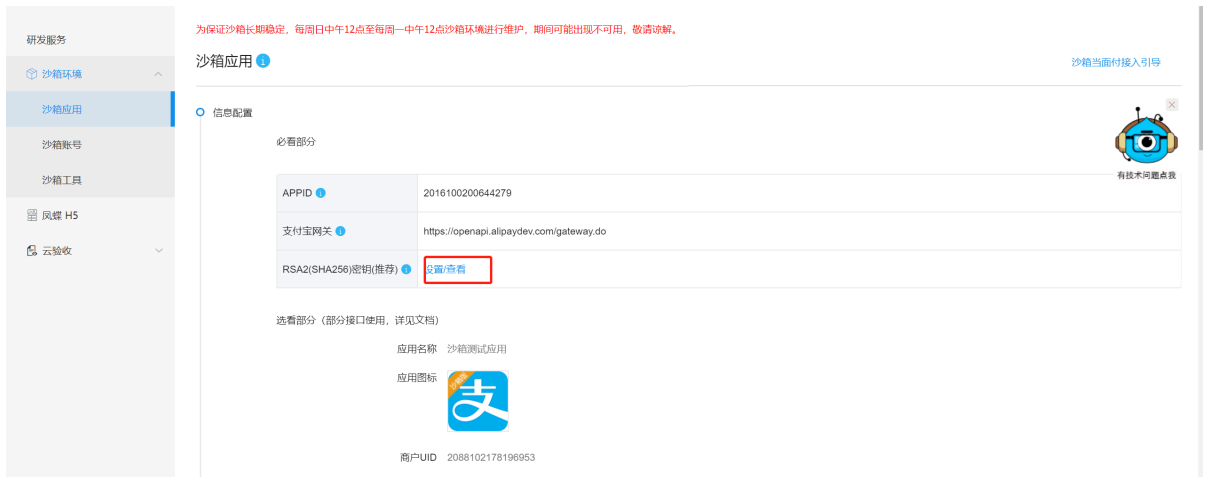 为保证沙箱长期稳定，每周日中午12点至每周一中午12点沙箱环境进行维护，期间可能出现不可用，敬请谅解。
研发服务
沙箱环境
沙箱应用
沙箱账号
沙箱工具
凤蝶 H5
云验收
沙箱应用
沙箱当面付接入引导
信息配置
必看部分
有技术问题点我
APPID 2016100200644279
支付宝网关 https://openapi.alipaydev.com/gateway.do
RSA2(SHA256)密钥(推荐) 设置/查看
选看部分（部分接口使用，详见文档）
应用名称 沙箱测试应用
应用图标
沙箱版
支
商户UID 2088102178196953